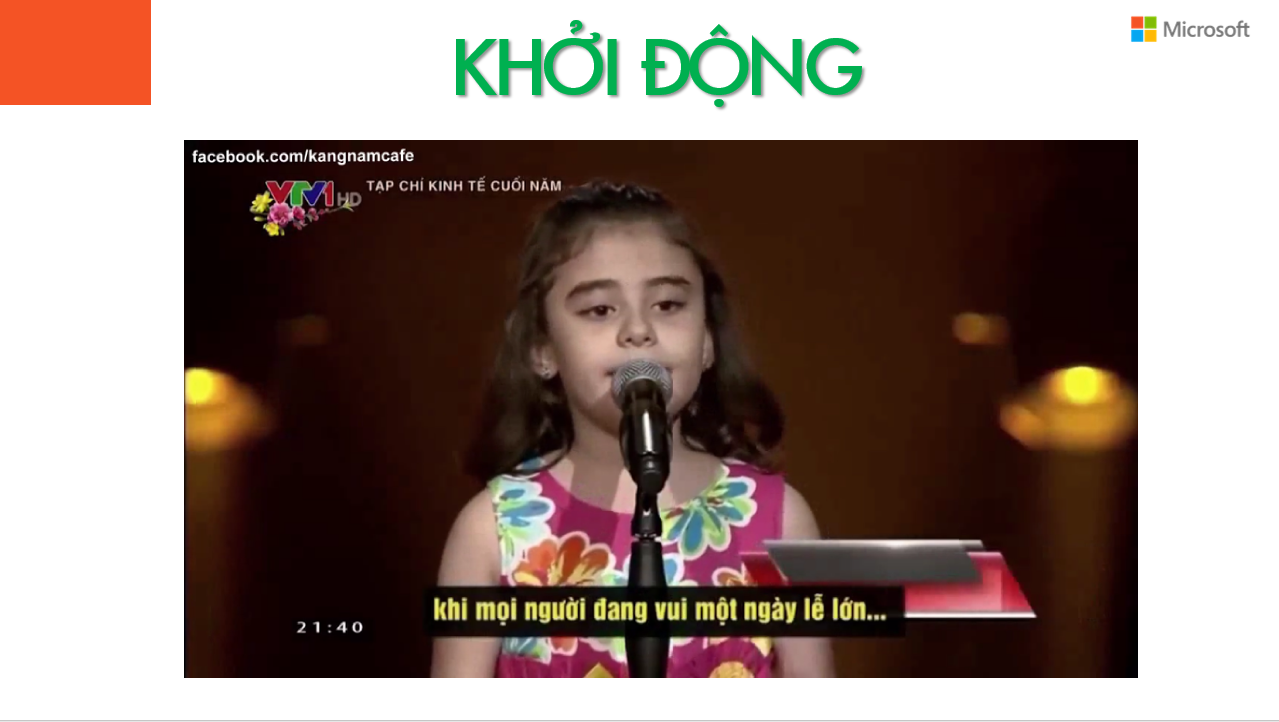 KHỞI ĐỘNG
Microsoft
facebook.com/kangnamcafe
VTV1 HD
TẠP CHÍ KINH TẾ CUỐI NĂM
khi mọi người đang vui một ngày lễ lớn...
21:40